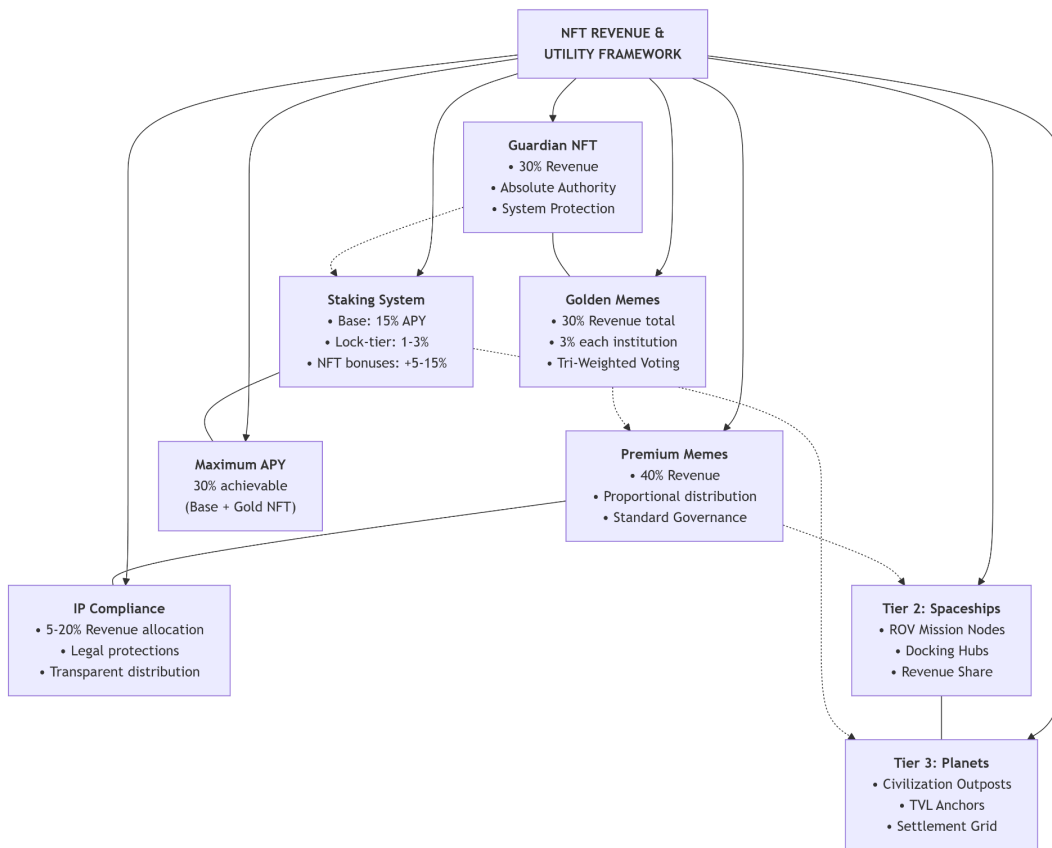 NFT REVENUE &
UTILITY FRAMEWORK
Guardian NFT
• 30% Revenue
• Absolute Authority
• System Protection
Staking System
• Base: 15% APY
• Lock-tier: 1-3%
• NFT bonuses: +5-15%
Golden Memes
• 30% Revenue total
• 3% each institution
• Tri-Weighted Voting
Maximum APY
30% achievable
(Base + Gold NFT)
Premium Memes
• 40% Revenue
• Proportional distribution
• Standard Governance
IP Compliance
• 5-20% Revenue allocation
• Legal protections
• Transparent distribution
Tier 2: Spaceships
• ROV Mission Nodes
• Docking Hubs
• Revenue Share
Tier 3: Planets
• Civilization Outposts
• TVL Anchors
• Settlement Grid